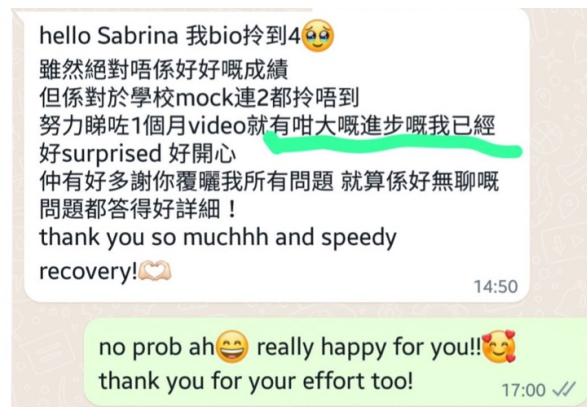 hello Sabrina 我bio拎到4🥹
雖然絕對唔係好好嘅成績
但係對於學校mock連2都拎唔到
努力睇咗1個月video就有咁大嘅進步嘅我已經
好surprised 好開心
仲有好多謝你覆曬我所有問題 就算係好無聊嘅
問題都答得好詳細！
thank you so muchhh and speedy
recovery!🫶🏻
14:50
no prob ah😄 really happy for you!!🥰
thank you for your effort too!
17:00